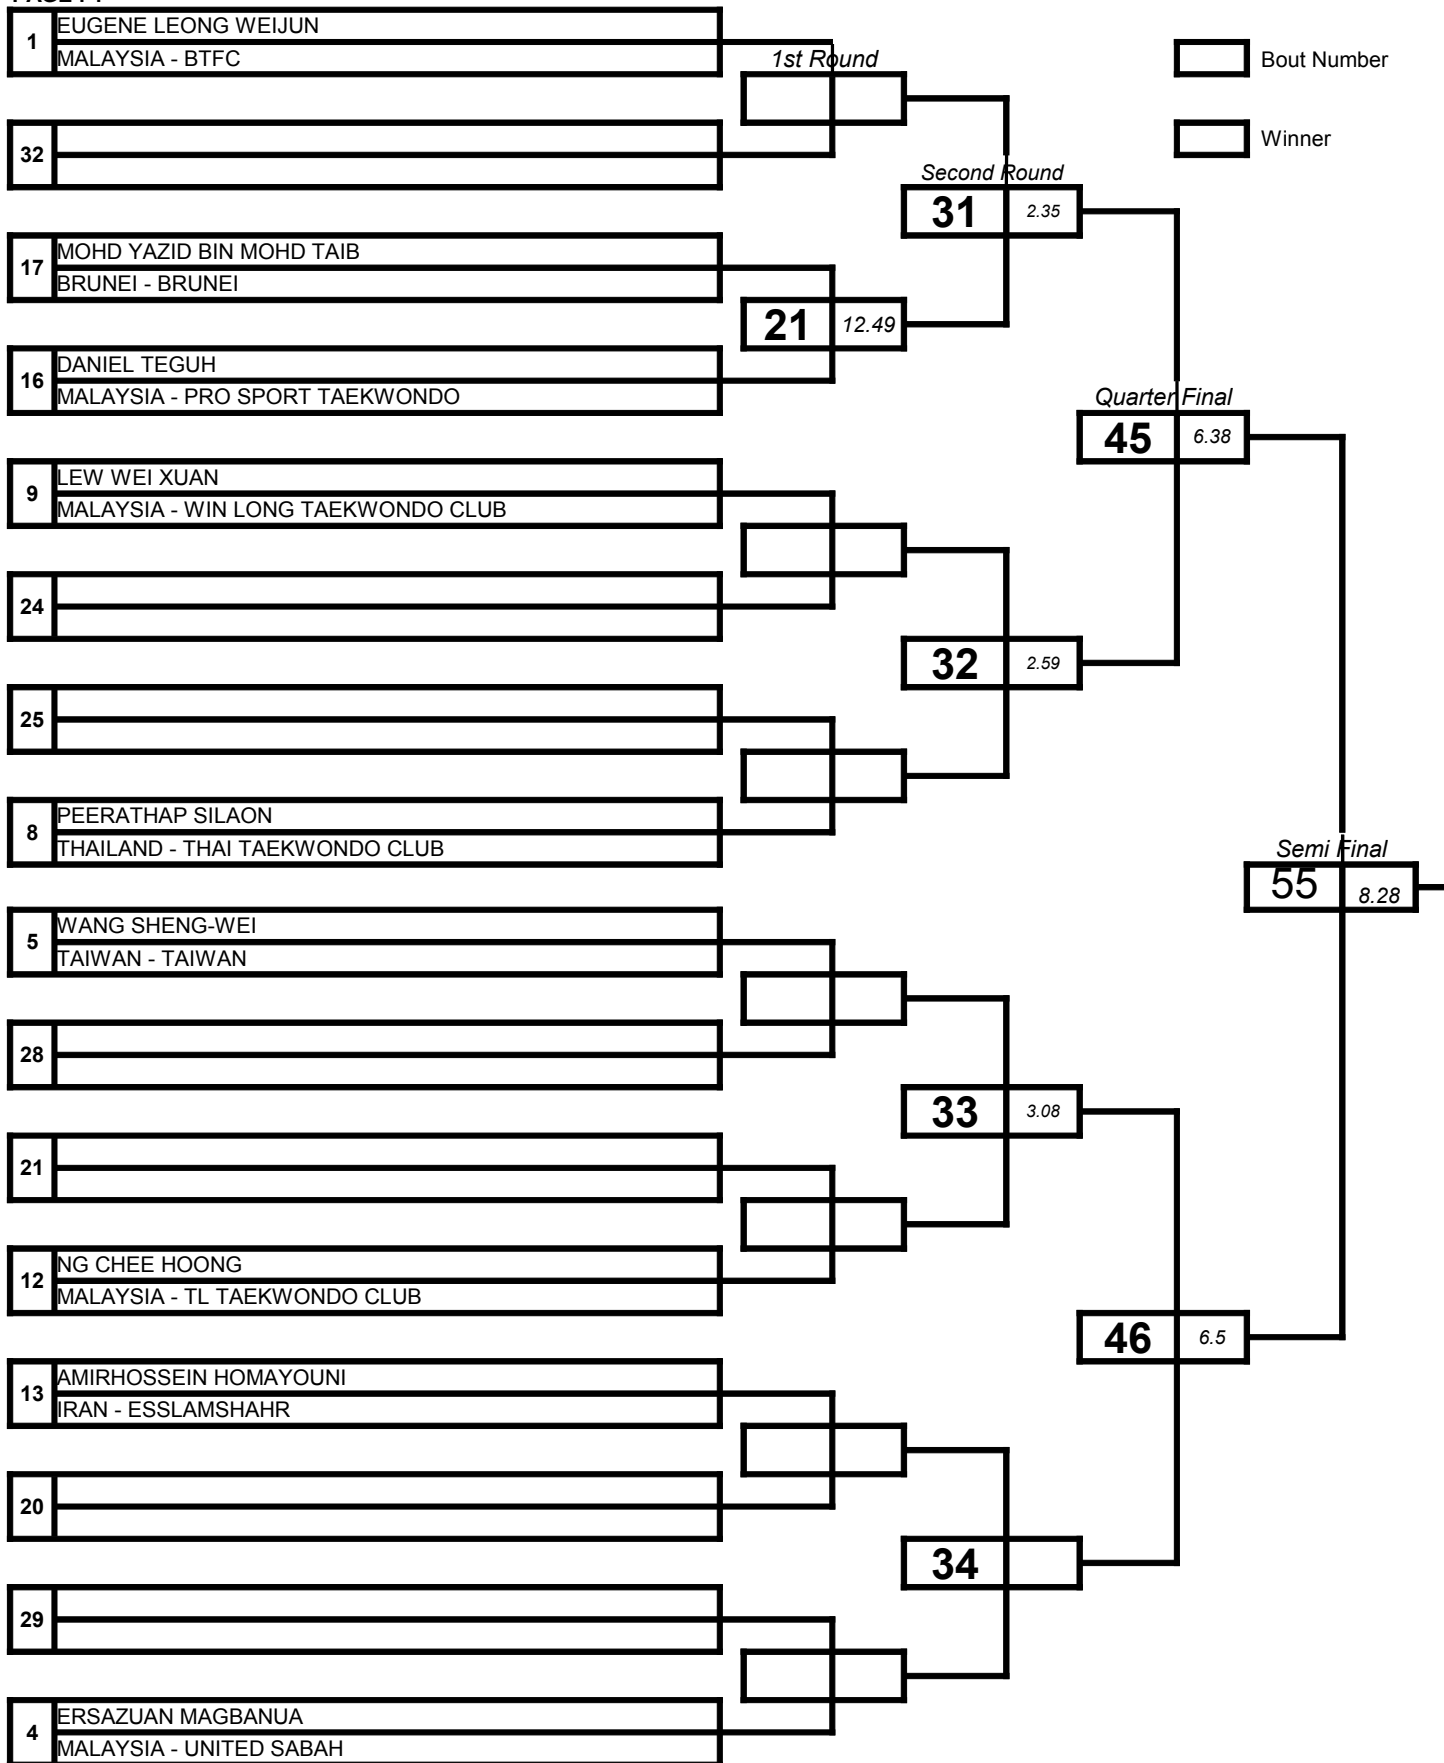 1
EUGENE LEONG WEIJUN
MALAYSIA - BTFC
1st Round
Bout Number
32
Winner
Second Round
31
2.35
17
MOHD YAZID BIN MOHD TAIB
BRUNEI - BRUNEI
21
12.49
16
DANIEL TEGUH
MALAYSIA - PRO SPORT TAEKWONDO
Quarter Final
45
6.38
9
LEW WEI XUAN
MALAYSIA - WIN LONG TAEKWONDO CLUB
24
32
2.59
25
8
PEERATHAP SILAON
THAILAND - THAI TAEKWONDO CLUB
Semi Final
55
8.28
5
WANG SHENG-WEI
TAIWAN - TAIWAN
28
33
3.08
21
12
NG CHEE HOONG
MALAYSIA - TL TAEKWONDO CLUB
46
6.5
13
AMIRHOSSEIN HOMAYOUNI
IRAN - ESSLAMSHAHR
20
34
29
4
ERSAZUAN MAGBANUA
MALAYSIA - UNITED SABAH